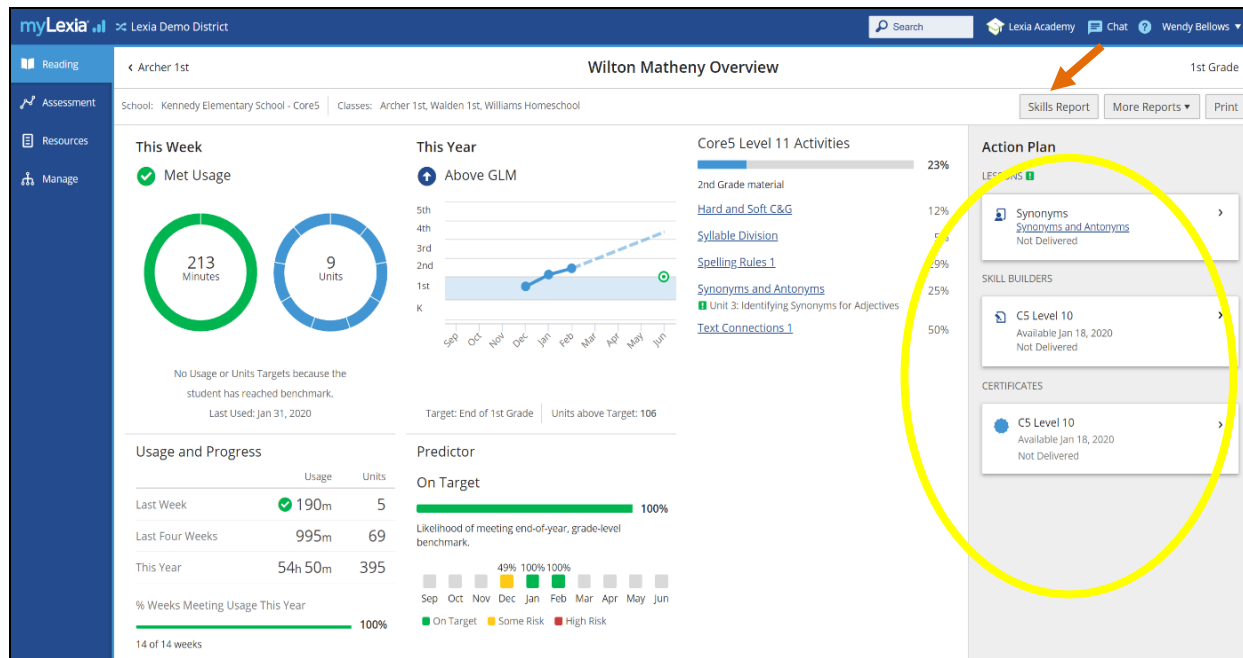 myLexia
Lexia Demo District
Search
Lexia Academy
Chat
Wendy Bellows
Reading
Assessment
Resources
Manage
Archer 1st
Wilton Matheny Overview
1st Grade
School: Kennedy Elementary School - Core5
Classes: Archer 1st, Walden 1st, Williams Homeschool
Skills Report
More Reports
Print
This Week
Met Usage
213
Minutes
9
Units
No Usage or Units Targets because the
student has reached benchmark.
Last Used: Jan 31, 2020
This Year
Above GLM
5th
4th
3rd
2nd
1st
K
Sep Oct Nov Dec Jan Feb Mar Apr May Jun
Target: End of 1st Grade
Units above Target: 106
Core5 Level 11 Activities
23%
2nd Grade material
Hard and Soft C&G 12%
Syllable Division
Spelling Rules 1
Synonyms and Antonyms 25%
Unit 3: Identifying Synonyms for Adjectives
Text Connections 1 50%
Action Plan
LESSONS
Synonyms
Synonyms and Antonyms
Not Delivered
SKILL BUILDERS
C5 Level 10
Available Jan 18, 2020
Not Delivered
CERTIFICATES
C5 Level 10
Available Jan 18, 2020
Not Delivered
Usage and Progress
Usage Units
Last Week 190m 5
Last Four Weeks 995m 69
This Year 54h 50m 395
% Weeks Meeting Usage This Year
100%
14 of 14 weeks
Predictor
On Target
100%
Likelihood of meeting end-of-year, grade-level
benchmark.
49% 100% 100%
Sep Oct Nov Dec Jan Feb Mar Apr May Jun
On Target Some Risk High Risk